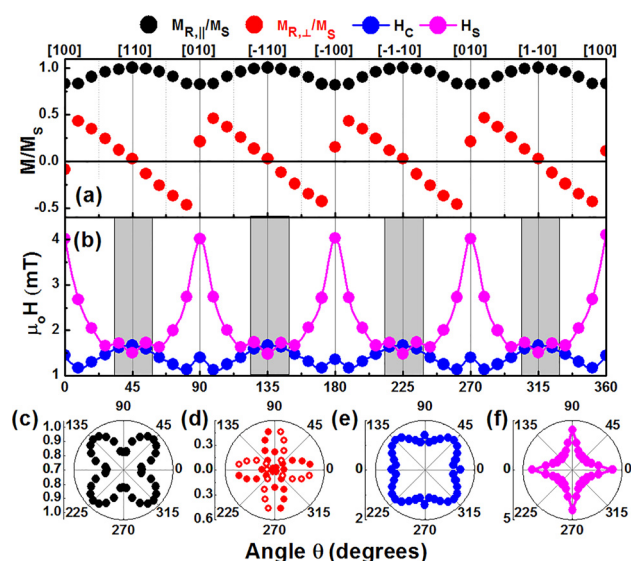 M_R,||/M_S M_R,⊥/M_S H_C H_S
[100] [110] [010] [-110] [-100] [-1-10] [010] [1-10] [100]
1.0
0.5
0.0
-0.5
M/M_S
(a)
(b)
4
3
2
1
μ_oH (mT)
0 45 90 135 180 225 270 315 360
(c) (d) (e) (f)
90 90 90 90
135 45 135 45 135 45 135 45
1.0
1.0
0.9
0.8
0.7
0.8
0.9
1.0
1.0
0.3
0.0
0.3
0.6
2
5
0 0 0 0
225 315 225 315 225 315 225 315
270 270 270 270
Angle θ (degrees)